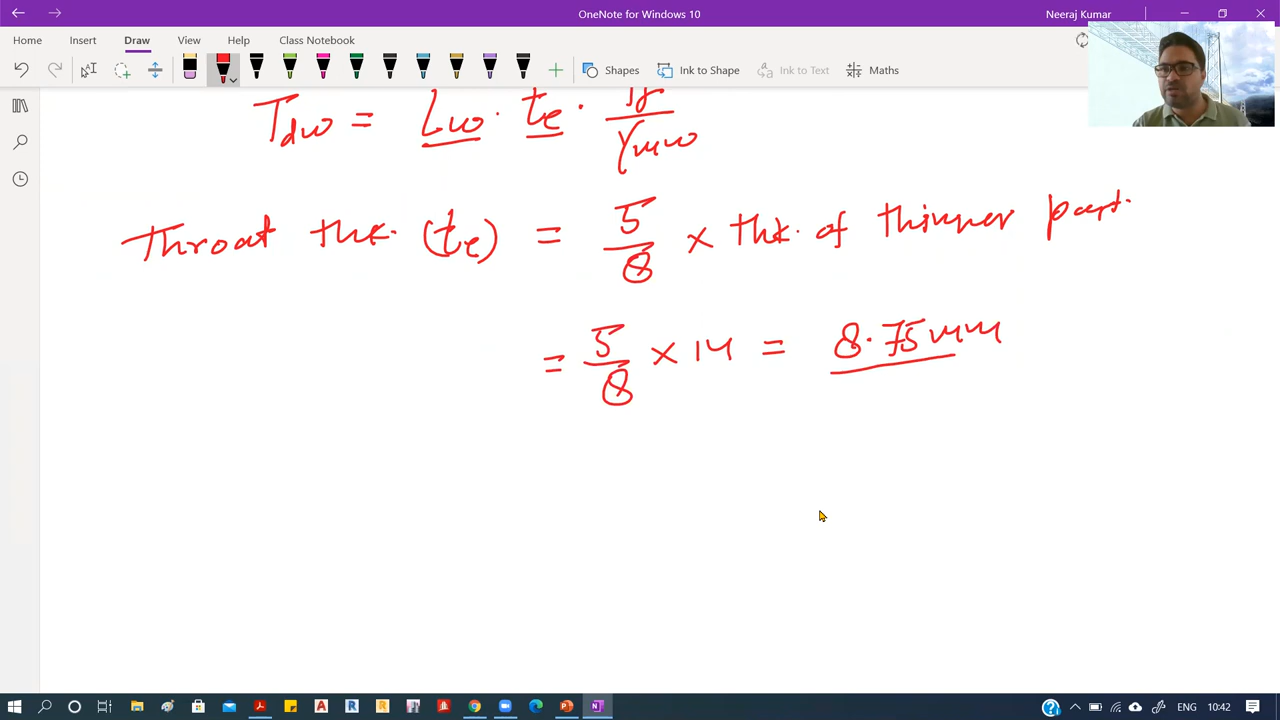 OneNote for Windows 10
Neeraj Kumar
Home Insert Draw View Help Class Notebook
Shapes Ink to Shape Ink to Text Maths
Tdw = Lw · te · fy / γmw
Throat thk. (te) = 5/8 × thk. of thinner part.
= 5/8 × 14 = 8.75mm
ENG 10:42